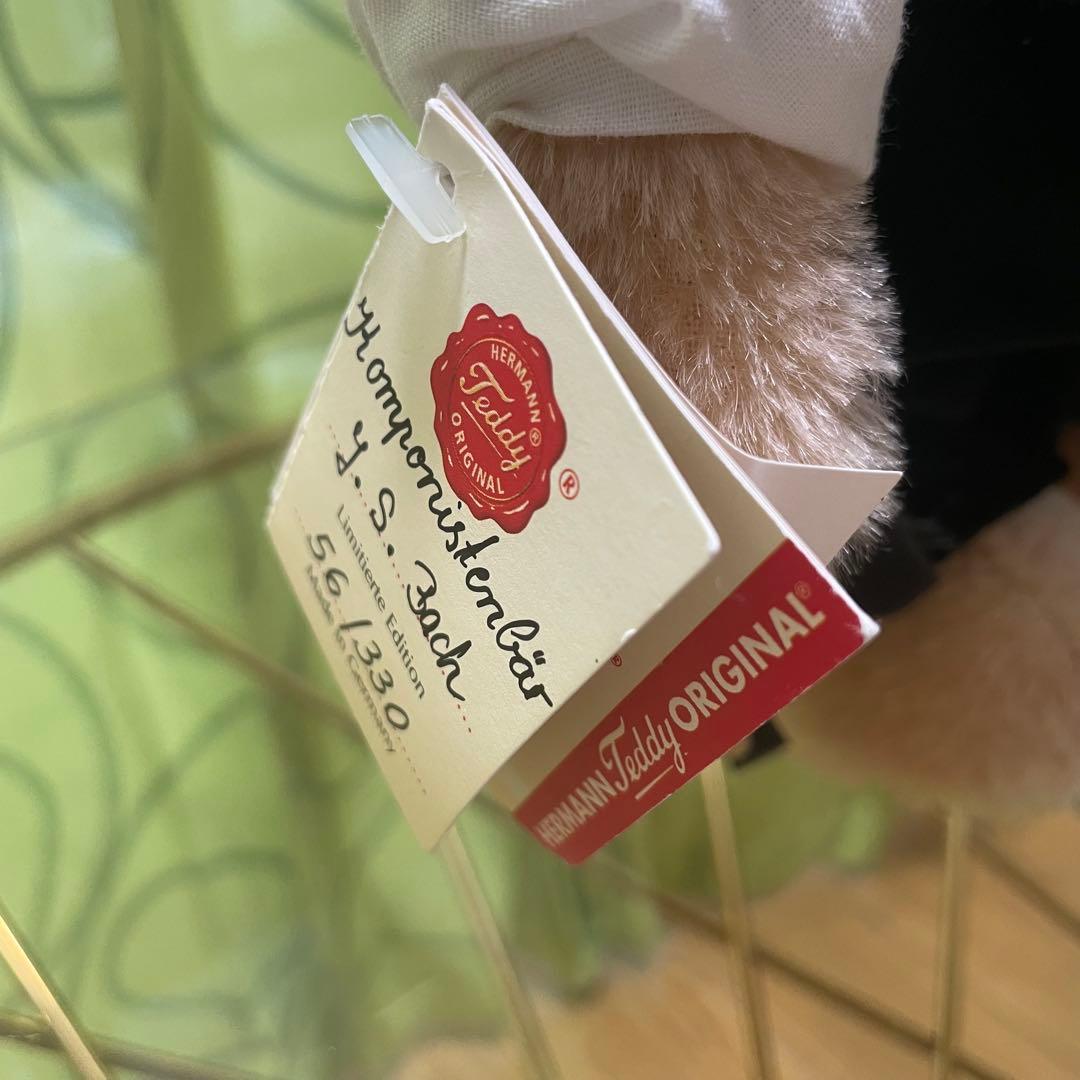 HERMANN®
Teddy
ORIGINAL
®
Komponistenbär
J. S. Bach
Limitierte Edition
56 / 330
Made in Germany
HERMANN Teddy ORIGINAL®